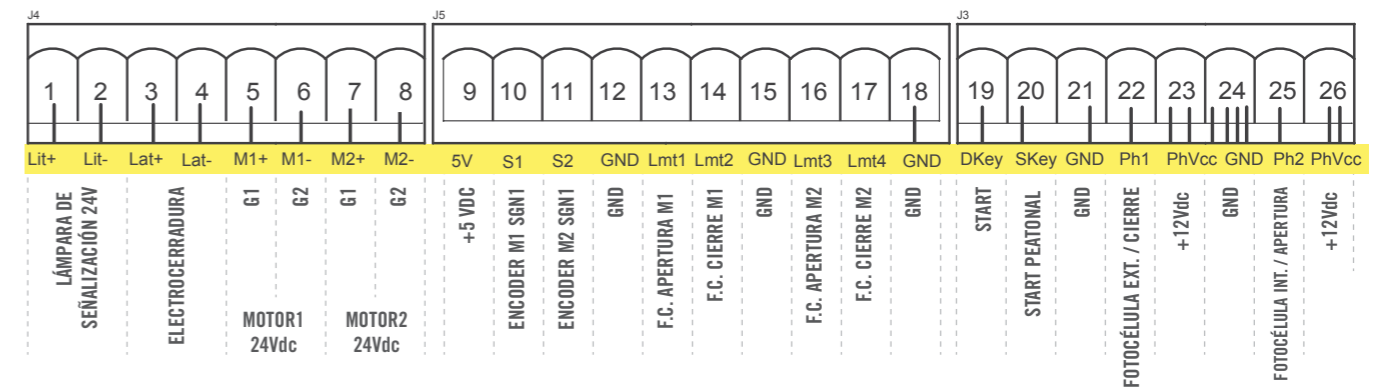 J4 J5 J3
1 2 3 4 5 6 7 8 9 10 11 12 13 14 15 16 17 18 19 20 21 22 23 24 25 26
Lit+ Lit- Lat+ Lat- M1+ M1- M2+ M2- 5V S1 S2 GND Lmt1 Lmt2 GND Lmt3 Lmt4 GND DKey SKey GND Ph1 PhVcc GND Ph2 PhVcc
LÁMPARA DE
SEÑALIZACIÓN 24V
ELECTROCERRADURA
G1
G2
G1
G2
MOTOR1
24Vdc
MOTOR2
24Vdc
+5 VDC
ENCODER M1 SGN1
ENCODER M2 SGN1
GND
F.C. APERTURA M1
F.C. CIERRE M1
GND
F.C. APERTURA M2
F.C. CIERRE M2
GND
START
START PEATONAL
GND
FOTOCÉLULA EXT. / CIERRE
+12Vdc
GND
FOTOCÉLULA INT. / APERTURA
+12Vdc